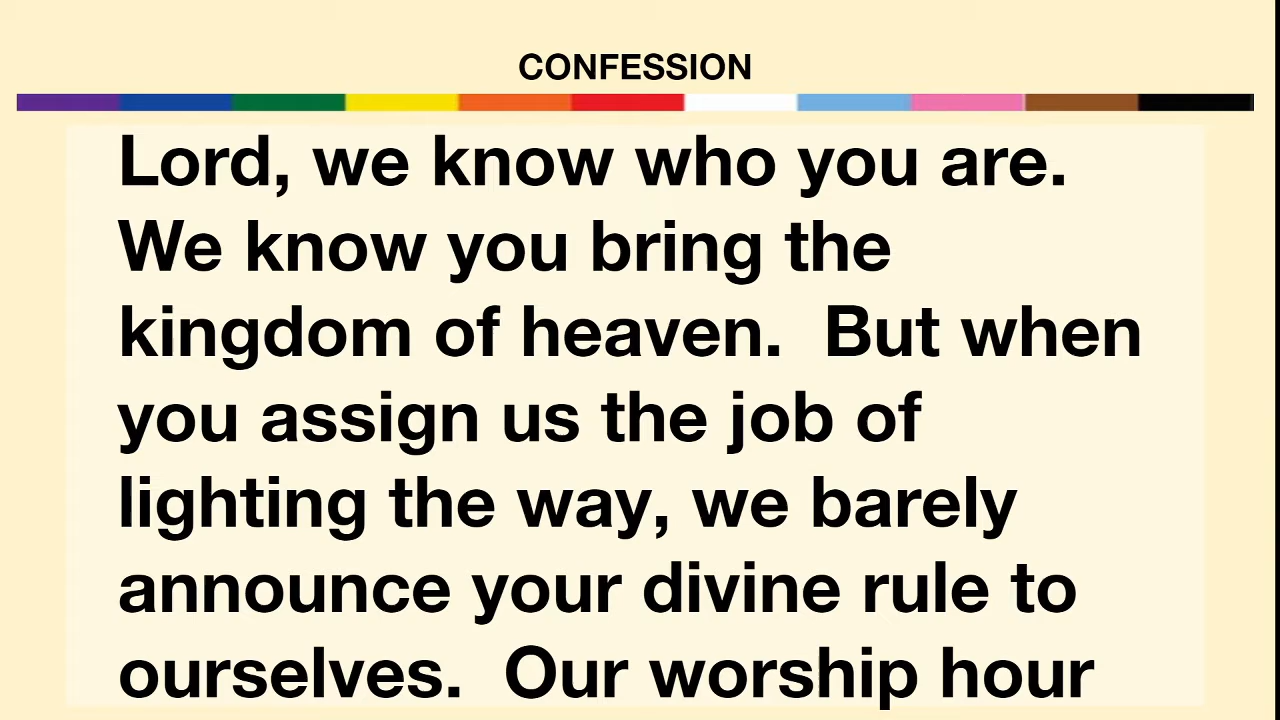 CONFESSION
Lord, we know who you are.
We know you bring the
kingdom of heaven.  But when
you assign us the job of
lighting the way, we barely
announce your divine rule to
ourselves.  Our worship hour